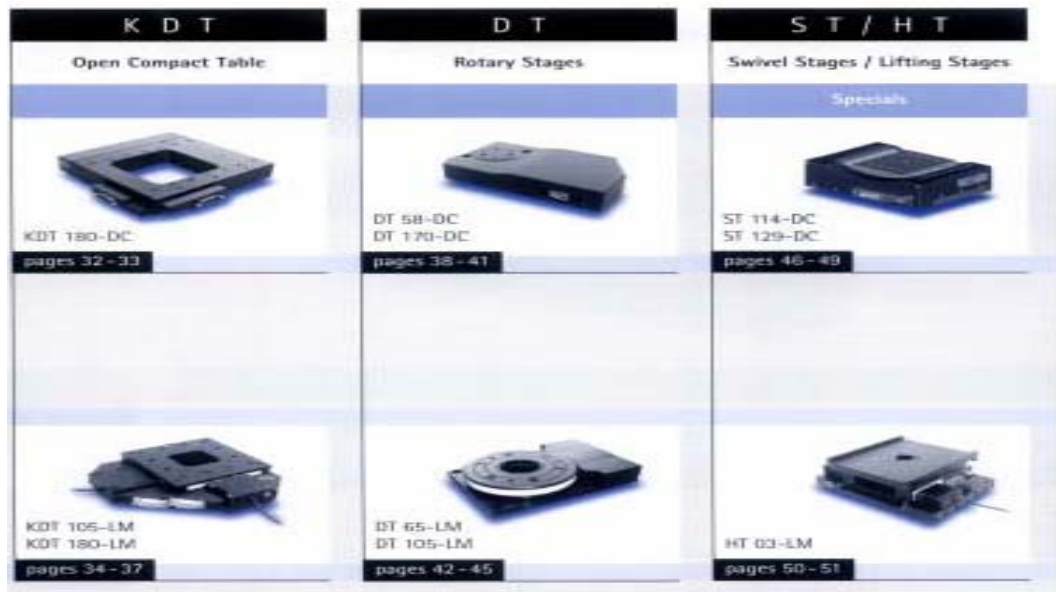 K D T
Open Compact Table
KDT 180-DC
pages 32-33
KDT 105-LM
KDT 180-LM
pages 34-37
D T
Rotary Stages
DT 58-DC
DT 170-DC
pages 38-41
DT 65-LM
DT 105-LM
pages 42-45
S T / H T
Swivel Stages / Lifting Stages
Specials
ST 114-DC
ST 129-DC
pages 46-49
HT 03-LM
pages 50-51